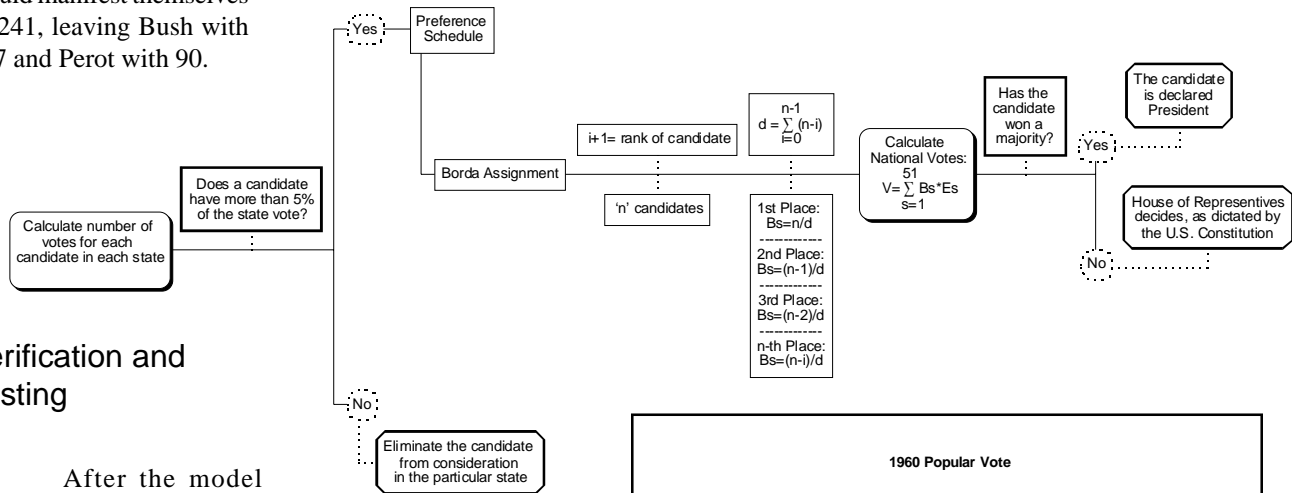 uld manifest themselves
241, leaving Bush with
7 and Perot with 90.
Yes
Preference
Schedule
Does a candidate
have more than 5%
of the state vote?
Calculate number of
votes for each
candidate in each state
Borda Assignment
i+1= rank of candidate
'n' candidates
n-1
d = ∑ (n-i)
i=0
1st Place:
Bs=n/d
-------------
2nd Place:
Bs=(n-1)/d
-------------
3rd Place:
Bs=(n-2)/d
-------------
n-th Place:
Bs=(n-i)/d
Calculate
National Votes:
51
V= ∑ Bs*Es
s=1
Has the
candidate
won a
majority?
Yes
The candidate
is declared
President
No
House of Representives
decides, as dictated by
the U.S. Constitution
No
Eliminate the candidate
from consideration
in the particular state
erification and
sting
After the model
1960 Popular Vote